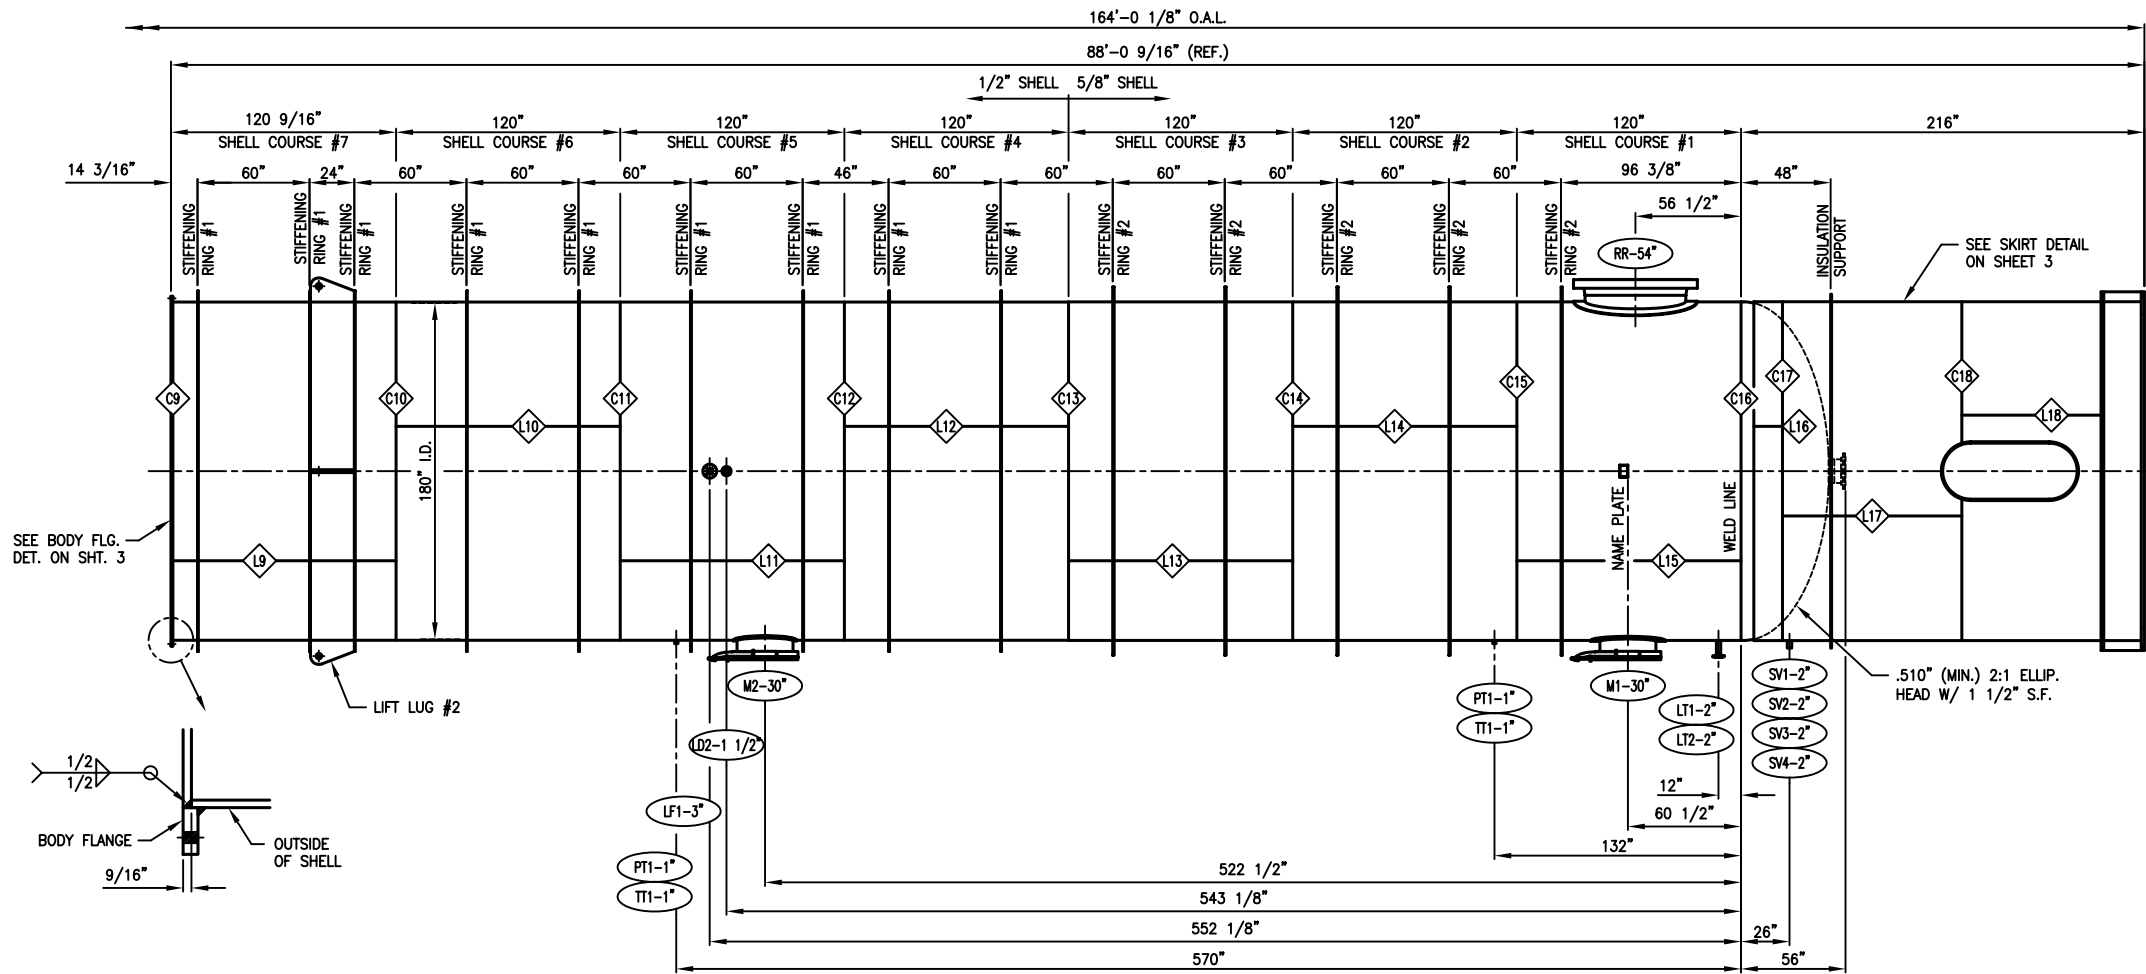 164'-0 1/8" O.A.L.
88'-0 9/16" (REF.)
1/2" SHELL 5/8" SHELL
120 9/16" 120" 120" 120" 120" 120" 120" 216"
SHELL COURSE #7 SHELL COURSE #6 SHELL COURSE #5 SHELL COURSE #4 SHELL COURSE #3 SHELL COURSE #2 SHELL COURSE #1
14 3/16" 60" 24" 60" 60" 60" 60" 46" 60" 60" 60" 60" 60" 60" 96 3/8" 48"
56 1/2"
STIFFENING
RING #1
STIFFENING
RING #1
STIFFENING
RING #1
STIFFENING
RING #1
STIFFENING
RING #1
STIFFENING
RING #1
STIFFENING
RING #1
STIFFENING
RING #1
STIFFENING
RING #1
STIFFENING
RING #2
STIFFENING
RING #2
STIFFENING
RING #2
STIFFENING
RING #2
STIFFENING
RING #2
INSULATION
SUPPORT
RR-54"
SEE SKIRT DETAIL
ON SHEET 3
C9 C10 C11 C12 C13 C14 C15 C16 C17 C18
L10 L12 L14 L16 L18
180" I.D.
NAME PLATE
WELD LINE
L17
SEE BODY FLG.
DET. ON SHT. 3
L9 L11 L13 L15
LIFT LUG #2
M2-30"
M1-30"
.510" (MIN.) 2:1 ELLIP.
HEAD W/ 1 1/2" S.F.
PT1-1"
TT1-1"
LT1-2"
LT2-2"
SV1-2"
SV2-2"
SV3-2"
SV4-2"
LD2-1 1/2"
LF1-3"
PT1-1"
TT1-1"
1/2
1/2
BODY FLANGE
OUTSIDE
OF SHELL
9/16"
12"
60 1/2"
132"
522 1/2"
543 1/8"
552 1/8" 26"
570" 56"